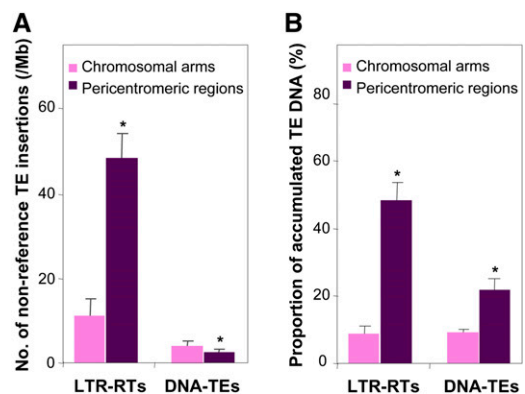 A
No. of non-reference TE insertions (/Mb)
60
40
20
0
Chromosomal arms
Pericentromeric regions
*
*
LTR-RTs DNA-TEs
B
Proportion of accumulated TE DNA (%)
80
60
40
20
0
Chromosomal arms
Pericentromeric regions
*
*
LTR-RTs DNA-TEs